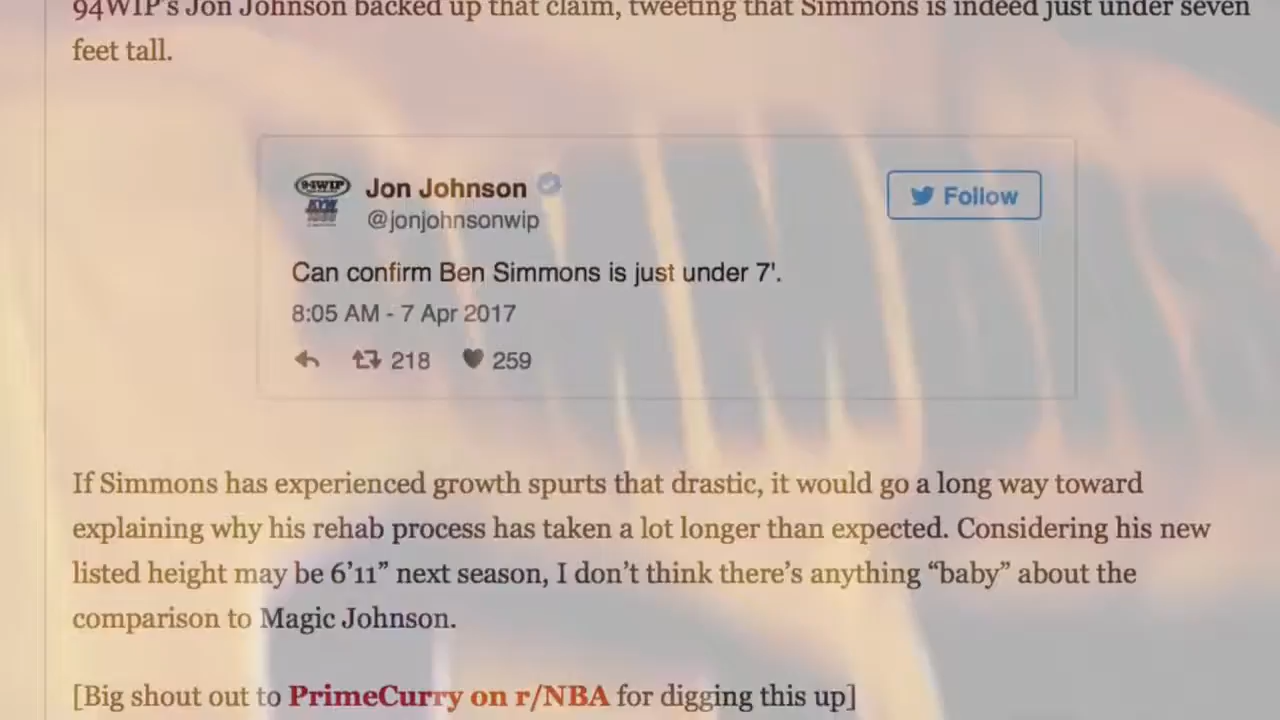 94WIP's Jon Johnson backed up that claim, tweeting that Simmons is indeed just under seven
feet tall.
94WIP
Jon Johnson
Follow
@jonjohnsonwip
Can confirm Ben Simmons is just under 7'.
8:05 AM - 7 Apr 2017
218 259
If Simmons has experienced growth spurts that drastic, it would go a long way toward
explaining why his rehab process has taken a lot longer than expected. Considering his new
listed height may be 6’11” next season, I don’t think there’s anything “baby” about the
comparison to Magic Johnson.
[Big shout out to PrimeCurry on r/NBA for digging this up]